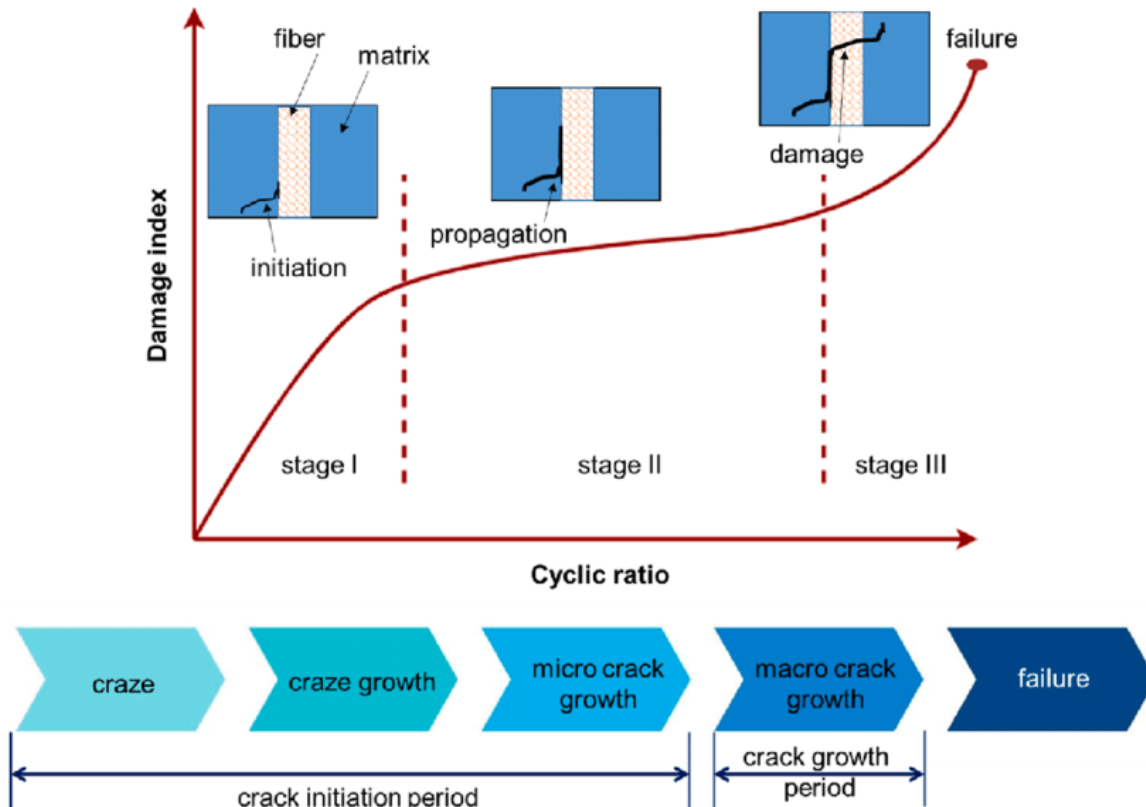 fiber
matrix
failure
initiation
propagation
damage
Damage index
stage I
stage II
stage III
Cyclic ratio
craze
craze growth
micro crack
growth
macro crack
growth
failure
crack initiation period
crack growth
period